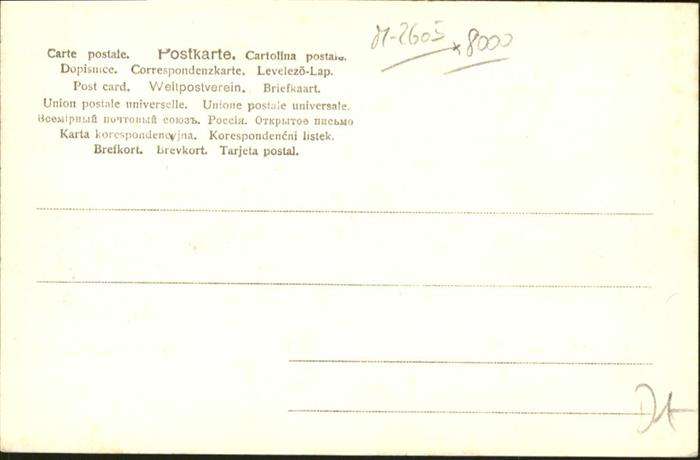 M-2605 x 8000
Carte postale. Postkarte. Cartolina postale.
Dopisnice. Correspondenzkarte. Levelező-Lap.
Post card. Weltpostverein. Briefkaart.
Union postale universelle. Unione postale universale.
Всемірный почтовый союзъ. Россія. Открытое письмо
Karta korespondencyjna. Korespondenční lístek.
Brefkort. Brevkort. Tarjeta postal.